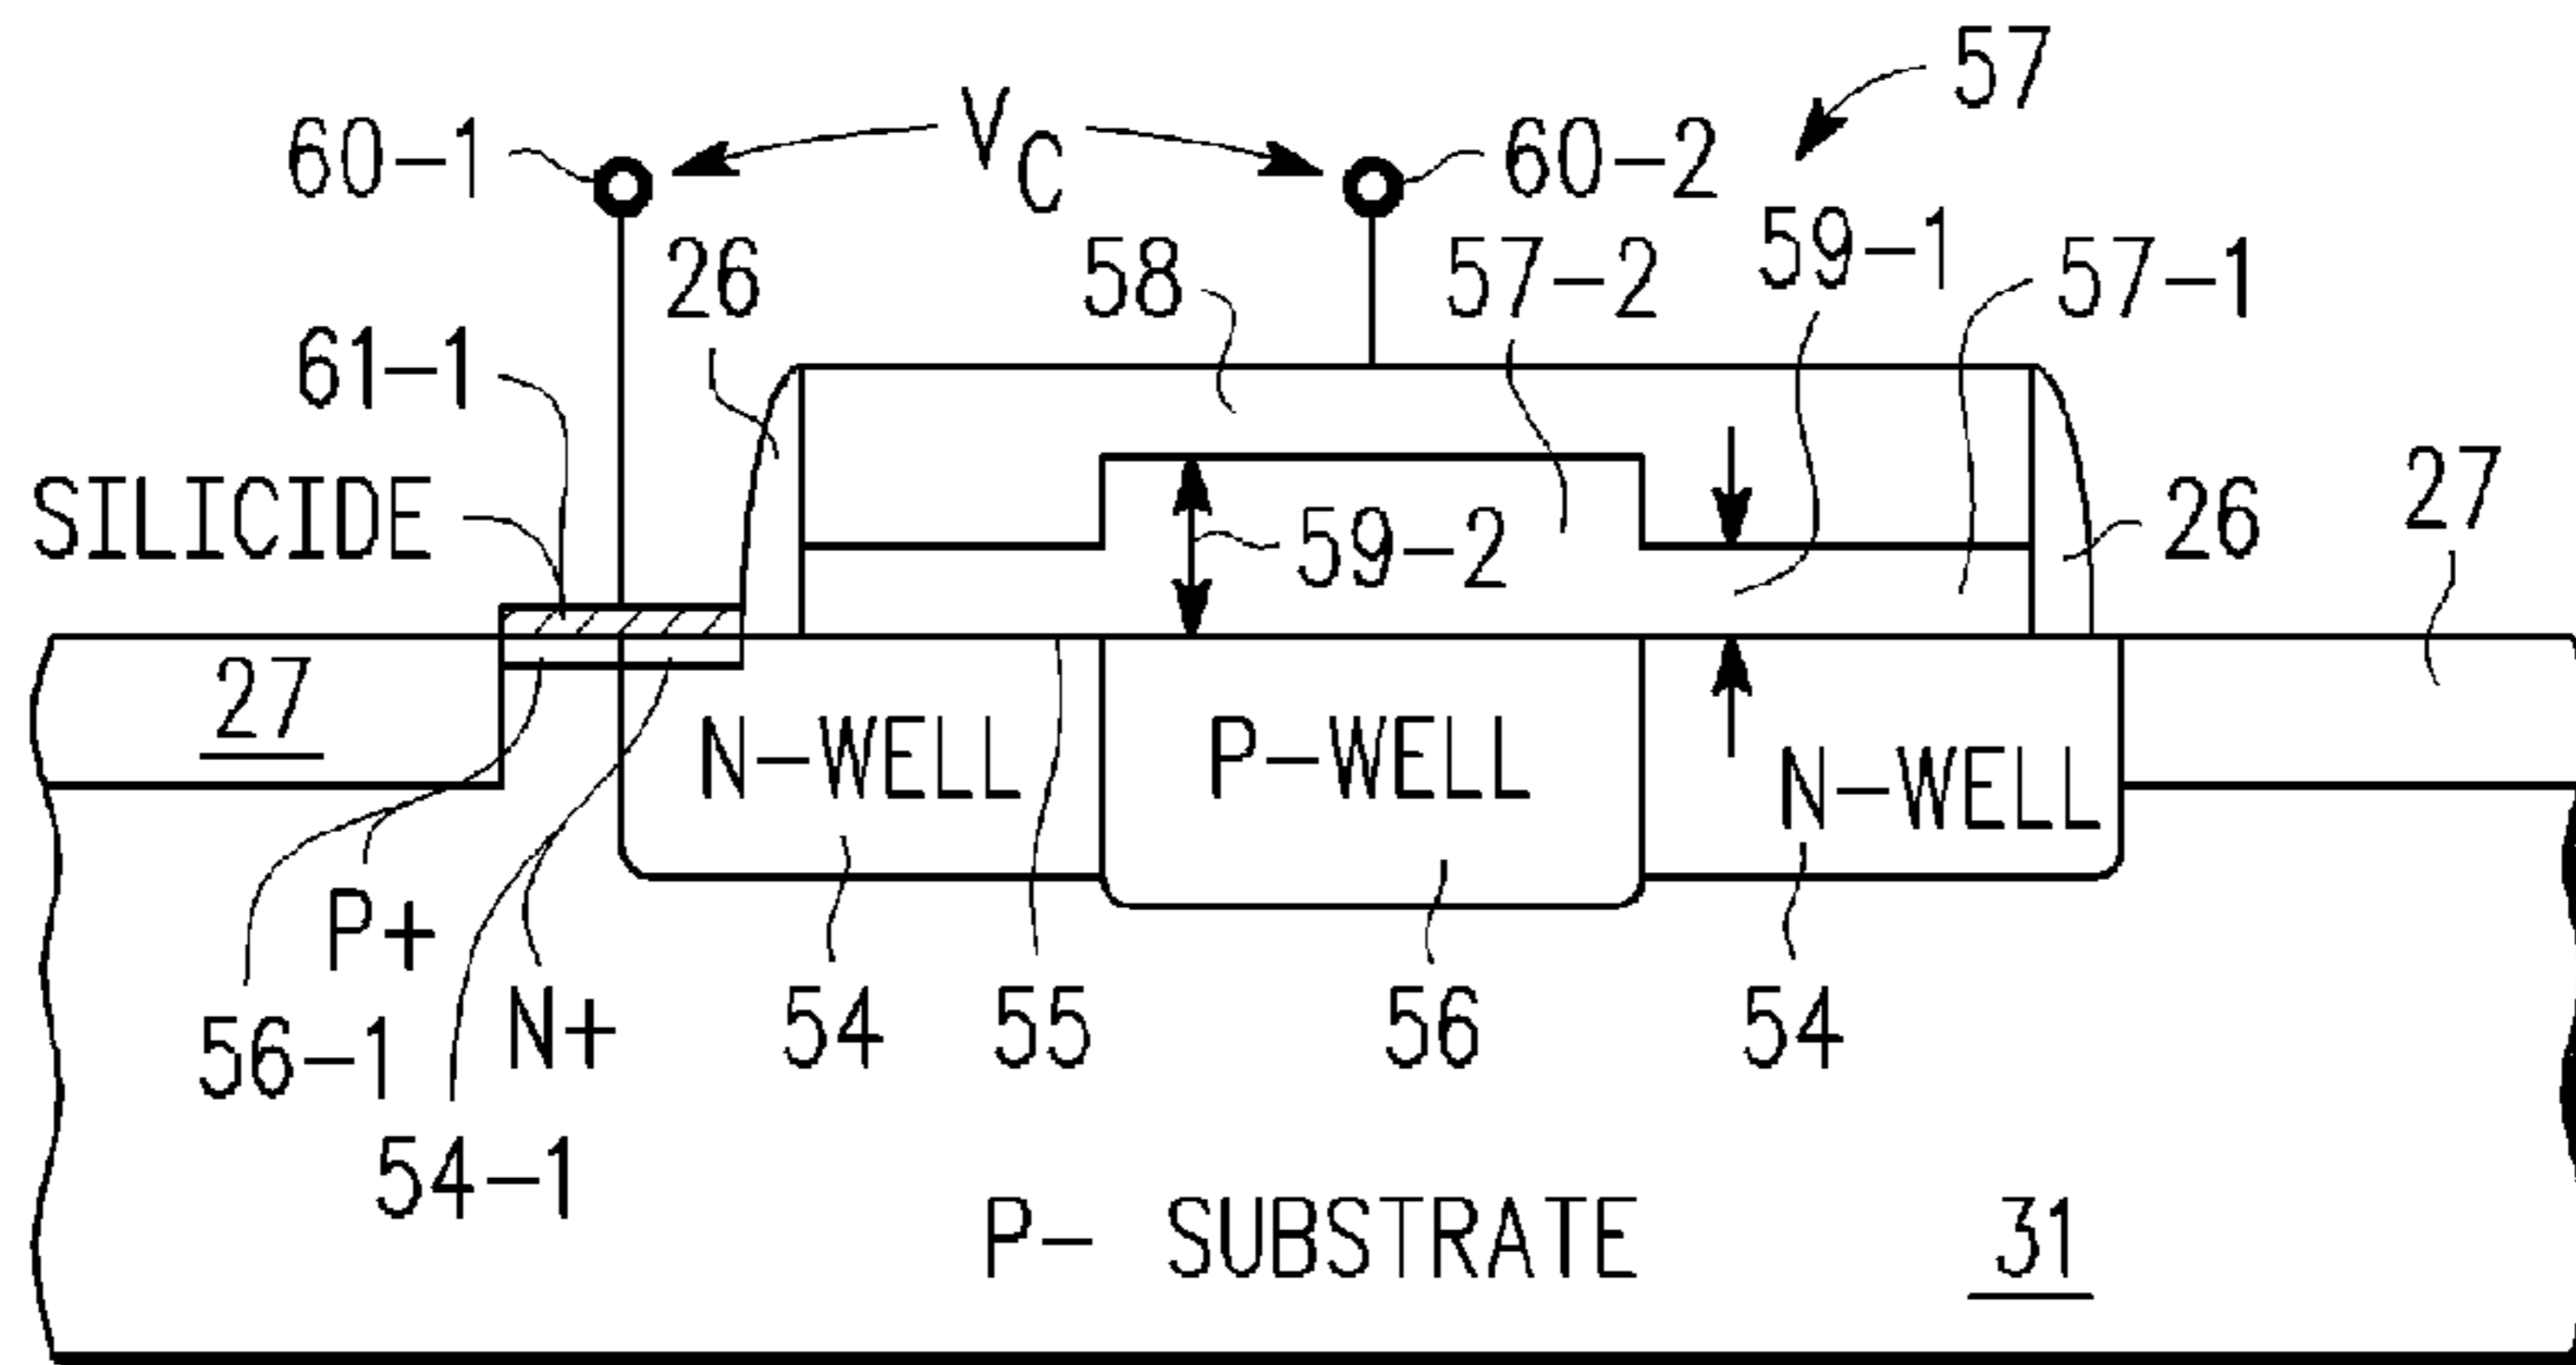 57
60-1
V C
60-2
26
58
57-2
59-1
57-1
61-1
SILICIDE
59-2
26
27
27
N-WELL
P-WELL
N-WELL
P+
56-1
N+
54
55
56
54
54-1
P- SUBSTRATE
31